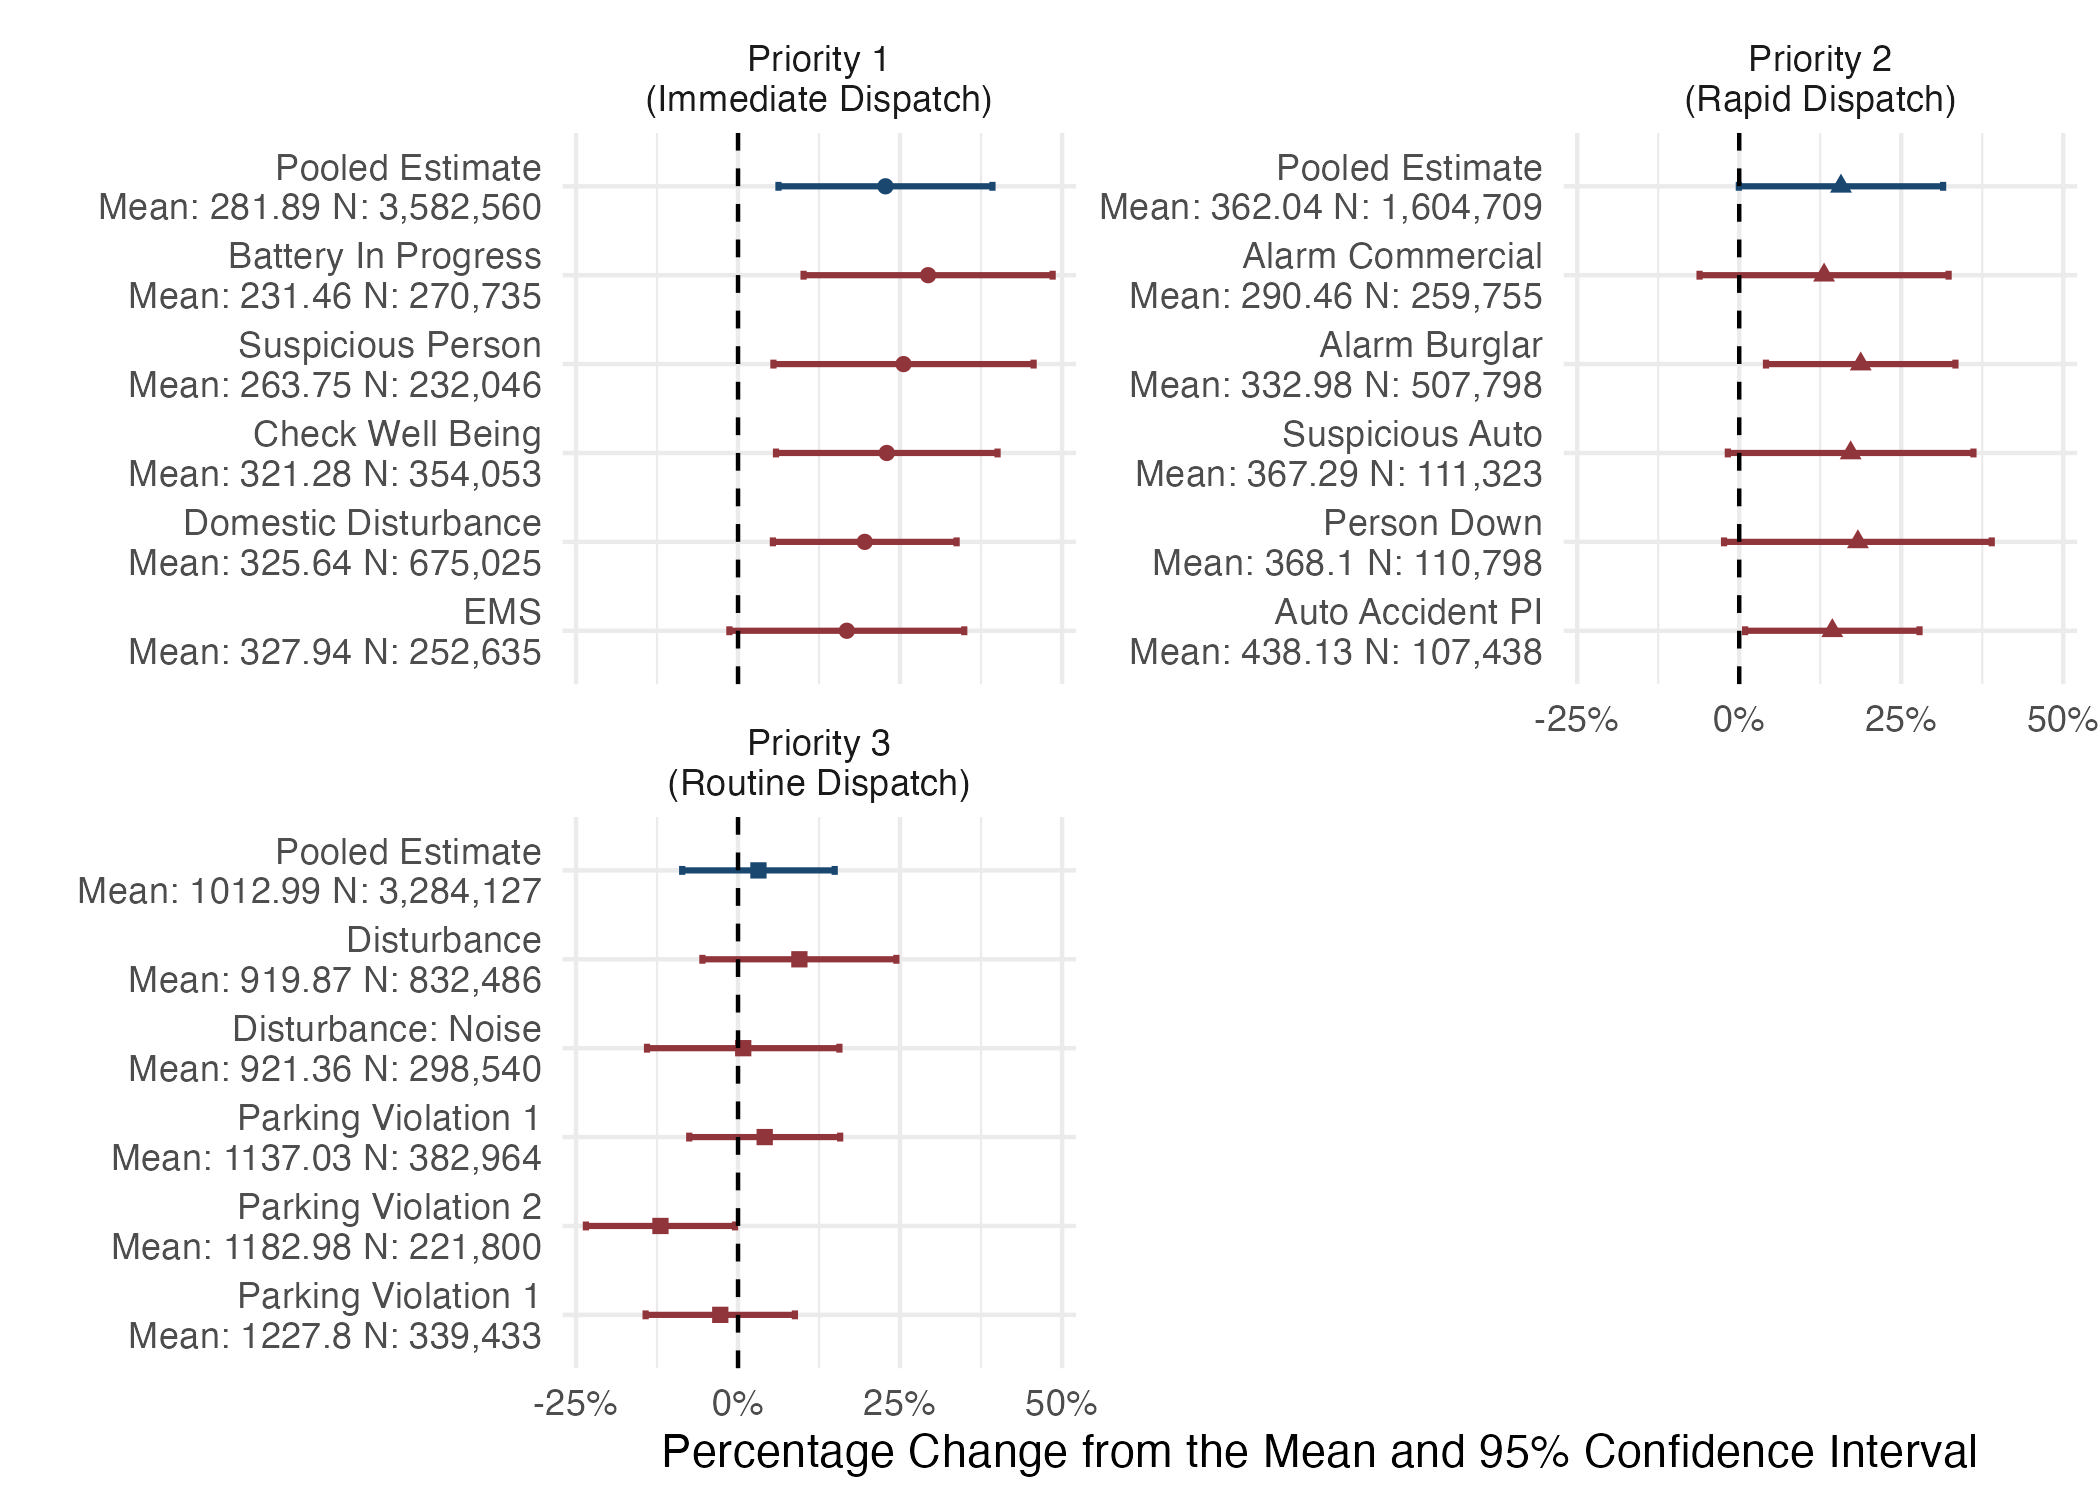 Priority 1
(Immediate Dispatch)
Pooled Estimate
Mean: 281.89 N: 3,582,560
Battery In Progress
Mean: 231.46 N: 270,735
Suspicious Person
Mean: 263.75 N: 232,046
Check Well Being
Mean: 321.28 N: 354,053
Domestic Disturbance
Mean: 325.64 N: 675,025
EMS
Mean: 327.94 N: 252,635
Priority 2
(Rapid Dispatch)
Pooled Estimate
Mean: 362.04 N: 1,604,709
Alarm Commercial
Mean: 290.46 N: 259,755
Alarm Burglar
Mean: 332.98 N: 507,798
Suspicious Auto
Mean: 367.29 N: 111,323
Person Down
Mean: 368.1 N: 110,798
Auto Accident PI
Mean: 438.13 N: 107,438
-25% 0% 25% 50%
Priority 3
(Routine Dispatch)
Pooled Estimate
Mean: 1012.99 N: 3,284,127
Disturbance
Mean: 919.87 N: 832,486
Disturbance: Noise
Mean: 921.36 N: 298,540
Parking Violation 1
Mean: 1137.03 N: 382,964
Parking Violation 2
Mean: 1182.98 N: 221,800
Parking Violation 1
Mean: 1227.8 N: 339,433
-25% 0% 25% 50%
Percentage Change from the Mean and 95% Confidence Interval